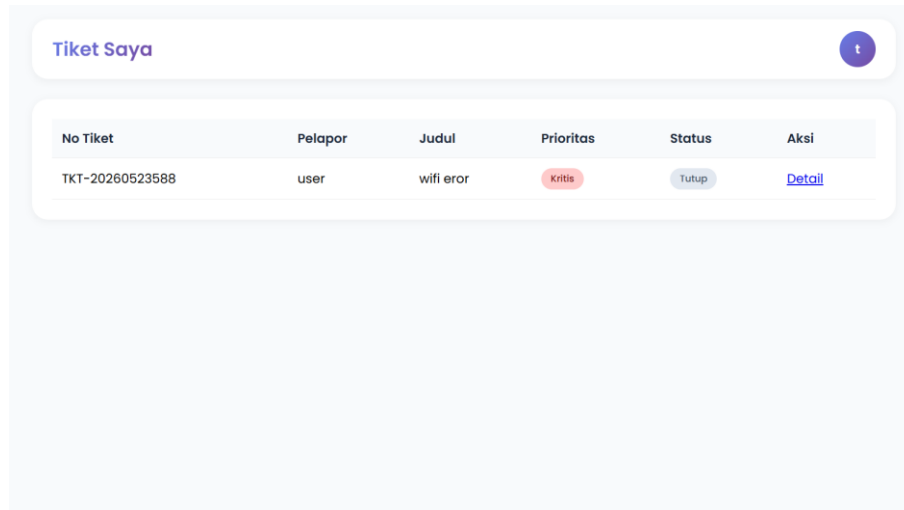 Tiket Saya
t
No Tiket Pelapor Judul Prioritas Status Aksi
TKT-20260523588 user wifi eror Kritis Tutup Detail